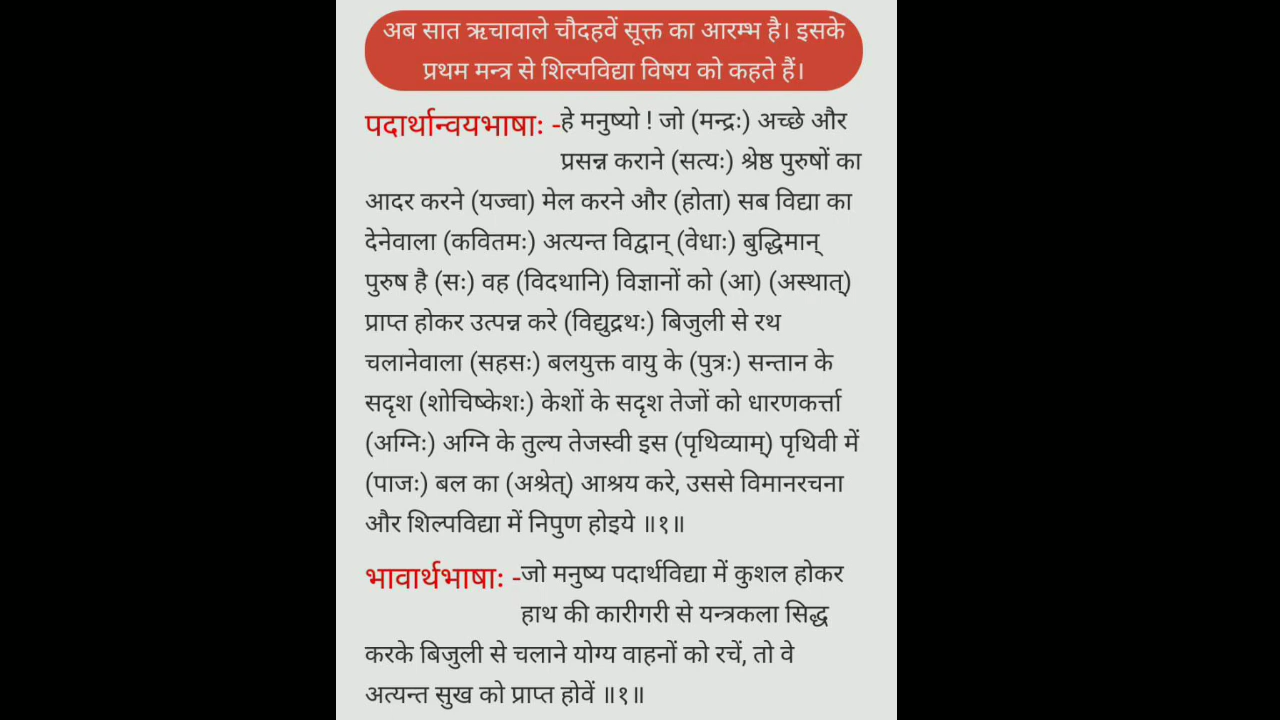 अब सात ऋचावाले चौदहवें सूक्त का आरम्भ है। इसके
प्रथम मन्त्र से शिल्पविद्या विषय को कहते हैं।
पदार्थान्वयभाषाः -हे मनुष्यो ! जो (मन्द्रः) अच्छे और
प्रसन्न कराने (सत्यः) श्रेष्ठ पुरुषों का
आदर करने (यज्वा) मेल करने और (होता) सब विद्या का
देनेवाला (कवितमः) अत्यन्त विद्वान् (वेधाः) बुद्धिमान्
पुरुष है (सः) वह (विदथानि) विज्ञानों को (आ) (अस्थात्)
प्राप्त होकर उत्पन्न करे (विद्युद्रथः) बिजुली से रथ
चलानेवाला (सहसः) बलयुक्त वायु के (पुत्रः) सन्तान के
सदृश (शोचिष्केशः) केशों के सदृश तेजों को धारणकर्त्ता
(अग्निः) अग्नि के तुल्य तेजस्वी इस (पृथिव्याम्) पृथिवी में
(पाजः) बल का (अश्रेत्) आश्रय करे, उससे विमानरचना
और शिल्पविद्या में निपुण होइये ॥१॥
भावार्थभाषाः -जो मनुष्य पदार्थविद्या में कुशल होकर
हाथ की कारीगरी से यन्त्रकला सिद्ध
करके बिजुली से चलाने योग्य वाहनों को रचें, तो वे
अत्यन्त सुख को प्राप्त होवें ॥१॥